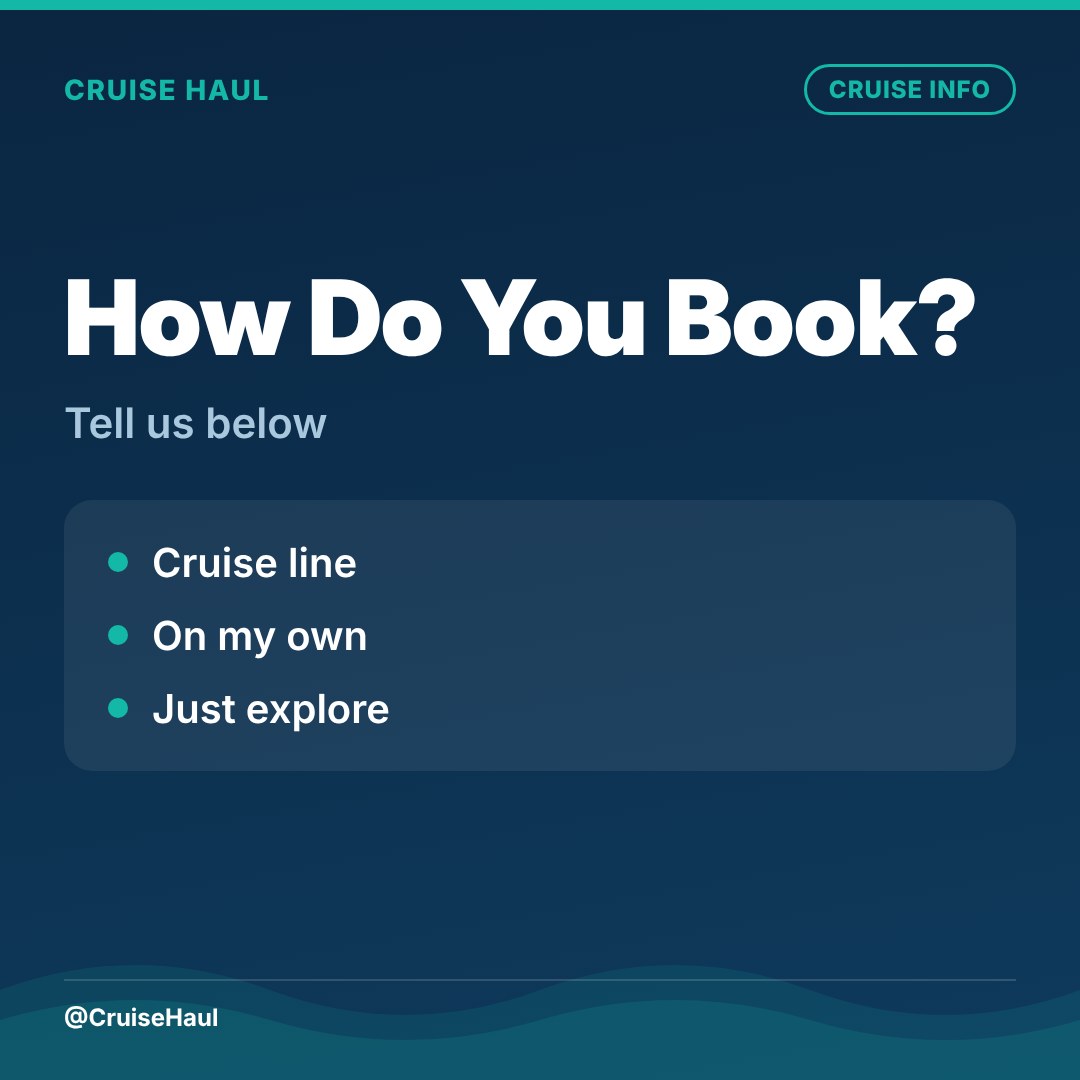 CRUISE HAUL
CRUISE INFO
How Do You Book?
Tell us below
Cruise line
On my own
Just explore
@CruiseHaul